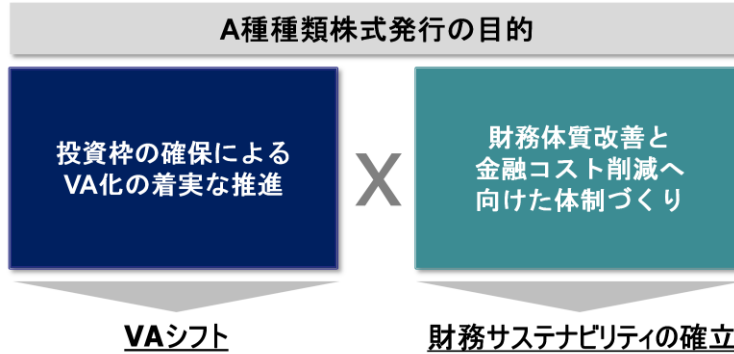 A種種類株式発行の目的
投資枠の確保による
VA化の着実な推進
X
財務体質改善と
金融コスト削減へ
向けた体制づくり
VAシフト
財務サステナビリティの確立